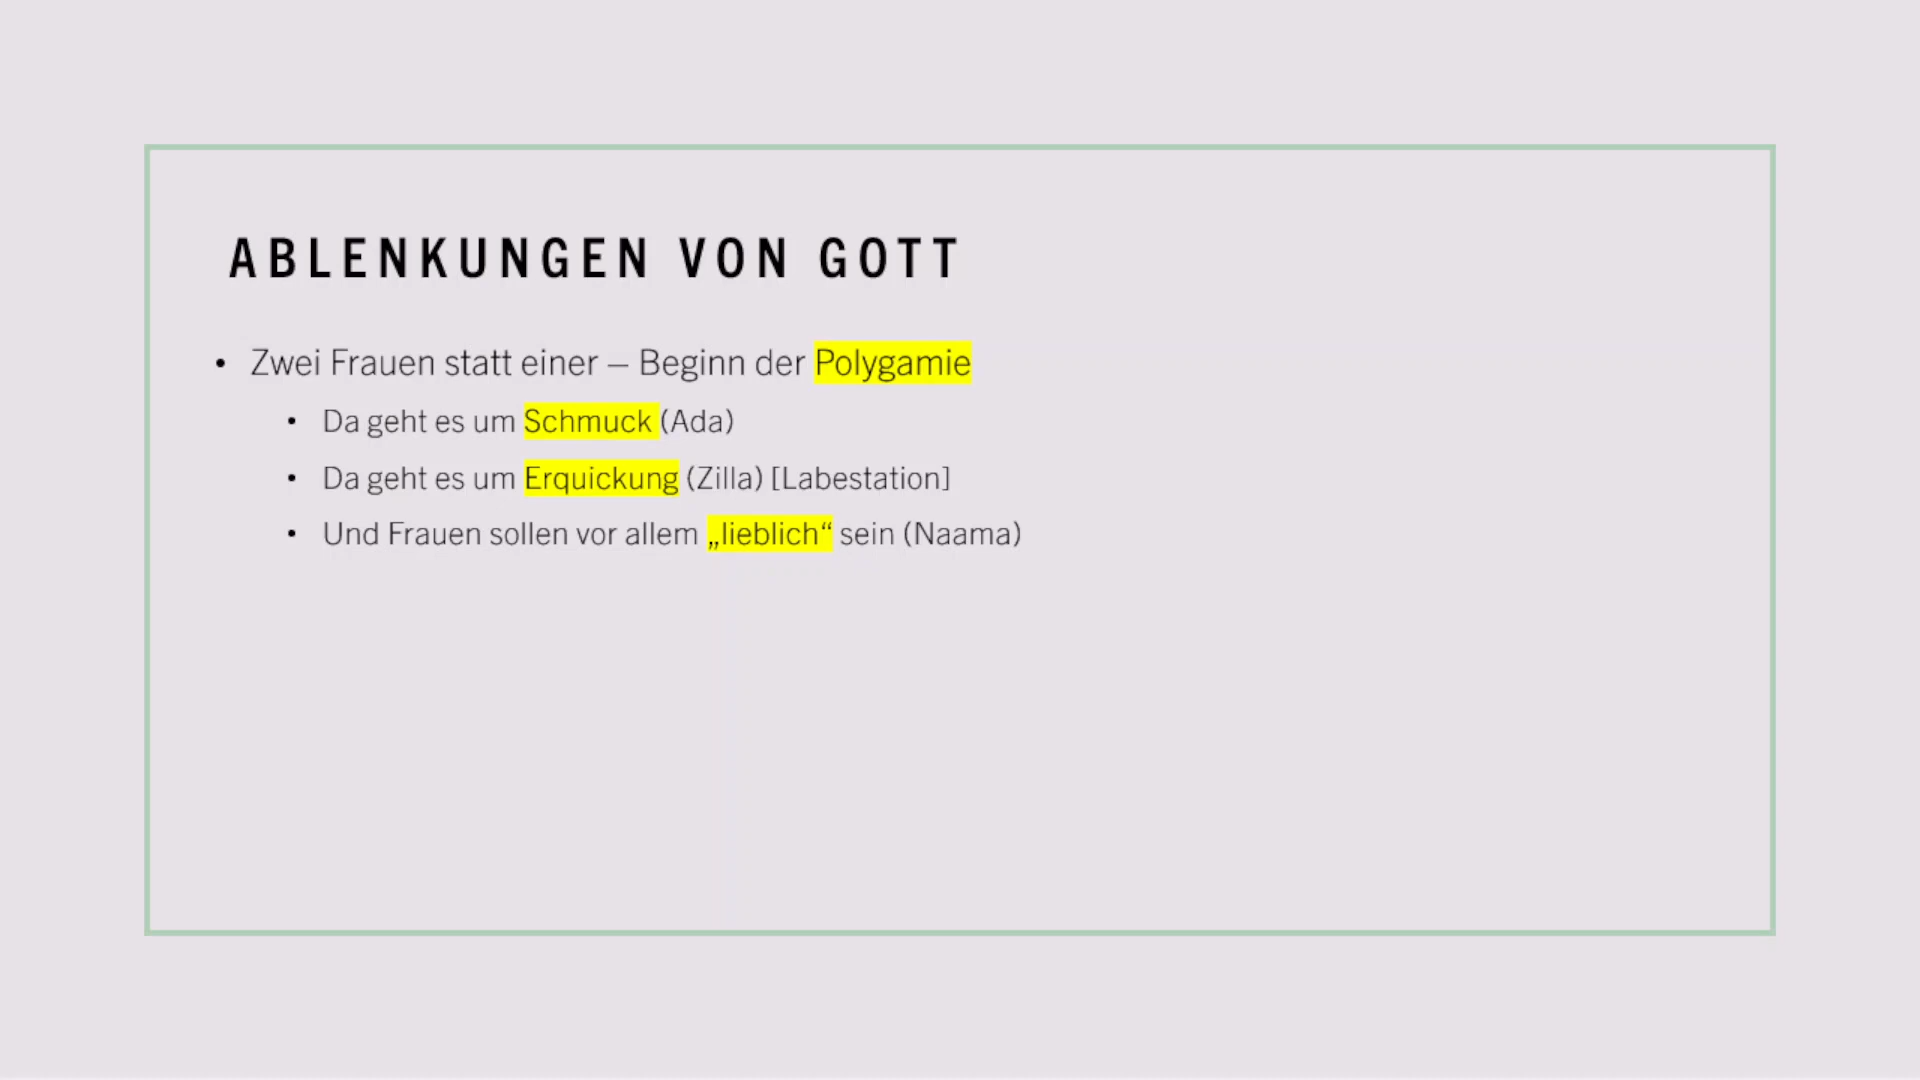 ABLENKUNGEN VON GOTT
• Zwei Frauen statt einer – Beginn der Polygamie
• Da geht es um Schmuck (Ada)
• Da geht es um Erquickung (Zilla) [Labestation]
• Und Frauen sollen vor allem „lieblich“ sein (Naama)